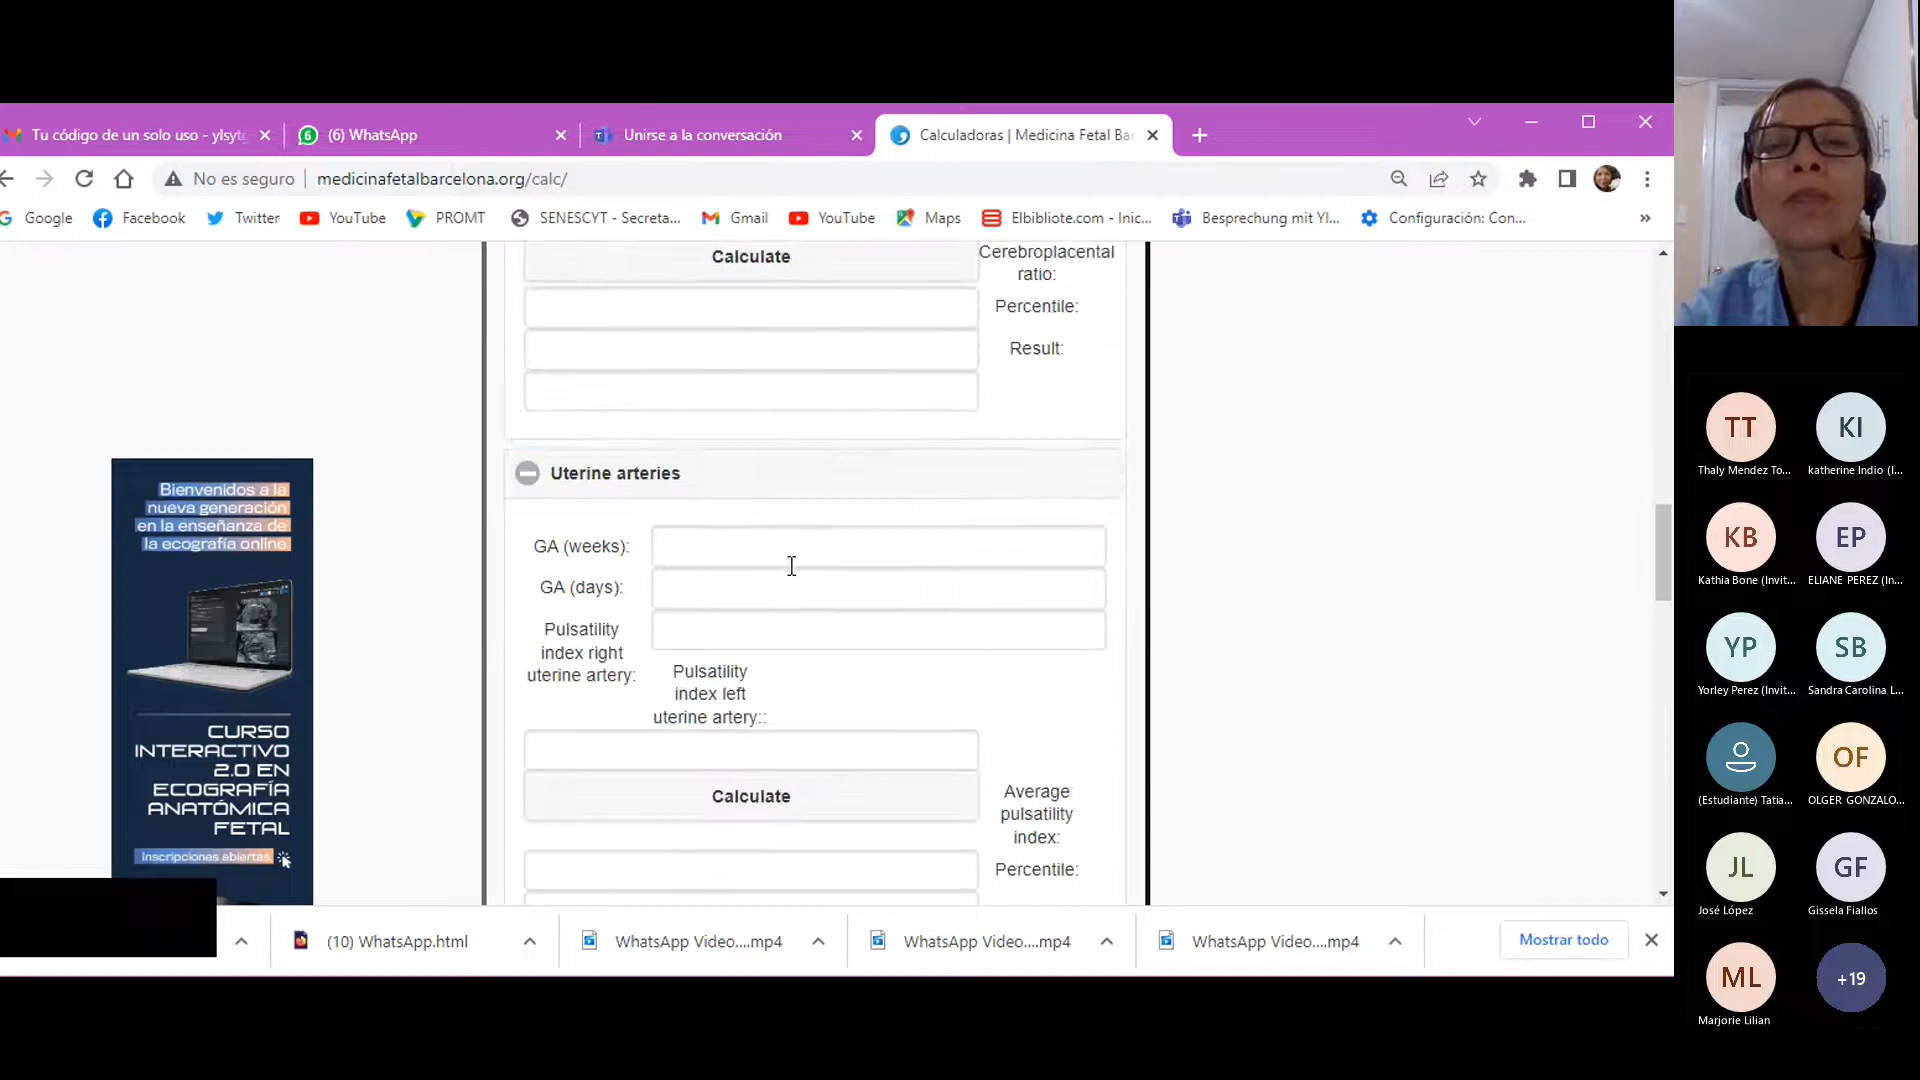 Tu código de un solo uso - ylsyt
(6) WhatsApp
Unirse a la conversación
Calculadoras | Medicina Fetal Bar
No es seguro
medicinafetalbarcelona.org/calc/
Google
Facebook
Twitter
YouTube
PROMT
SENESCYT - Secreta...
Gmail
YouTube
Maps
Elbibliote.com - Inic...
Besprechung mit Yl...
Configuración: Con...
»
Calculate
Cerebroplacental
ratio:
Percentile:
Result:
Uterine arteries
GA (weeks):
GA (days):
Pulsatility
index right
uterine artery:
Pulsatility
index left
uterine artery::
Calculate
Average
pulsatility
index:
Percentile:
Bienvenidos a la
nueva generación
en la enseñanza de
la ecografía online
CURSO
INTERACTIVO
2.0 EN
ECOGRAFÍA
ANATÓMICA
FETAL
Inscripciones abiertas
(10) WhatsApp.html
WhatsApp Video....mp4
WhatsApp Video....mp4
WhatsApp Video....mp4
Mostrar todo
TT
Thaly Mendez To...
KI
katherine Indio (I...
KB
Kathia Bone (Invit...
EP
ELIANE PEREZ (In...
YP
Yorley Perez (Invit...
SB
Sandra Carolina L...
(Estudiante) Tatia...
OF
OLGER GONZALO...
JL
José López
GF
Gissela Fiallos
ML
Marjorie Lilian
+19